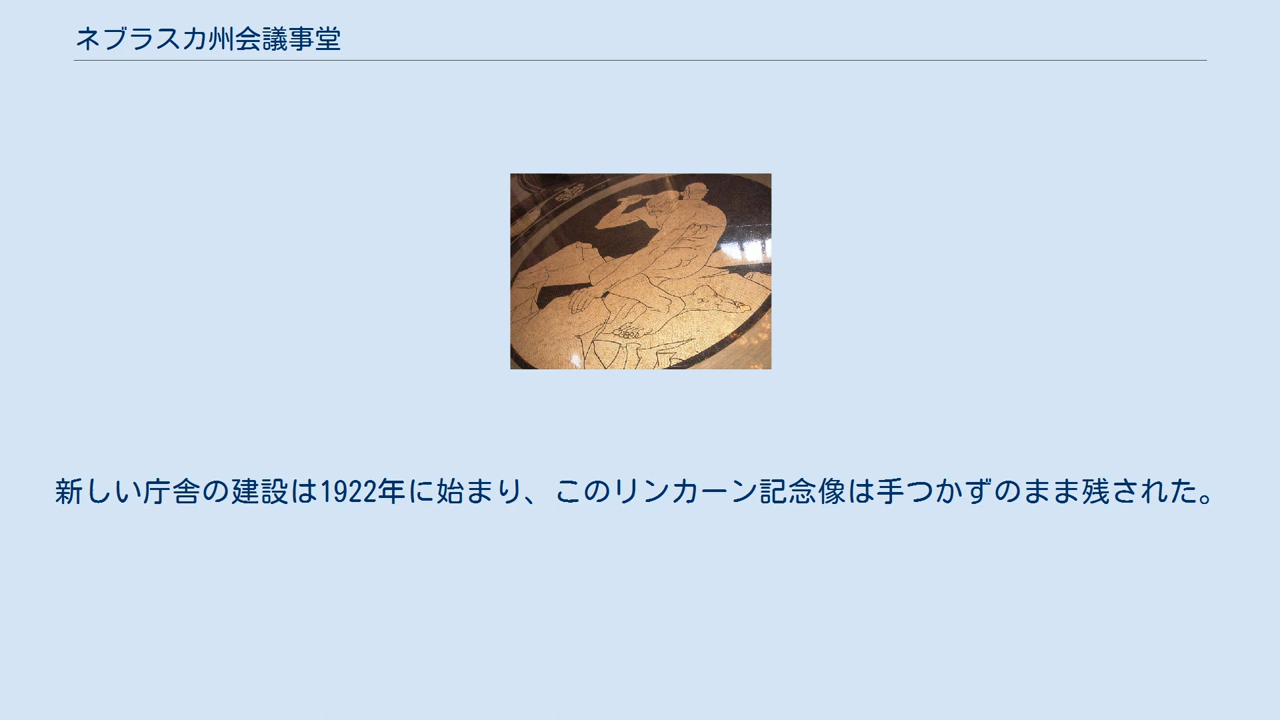 ネブラスカ州会議事堂
新しい庁舎の建設は1922年に始まり、このリンカーン記念像は手つかずのまま残された。